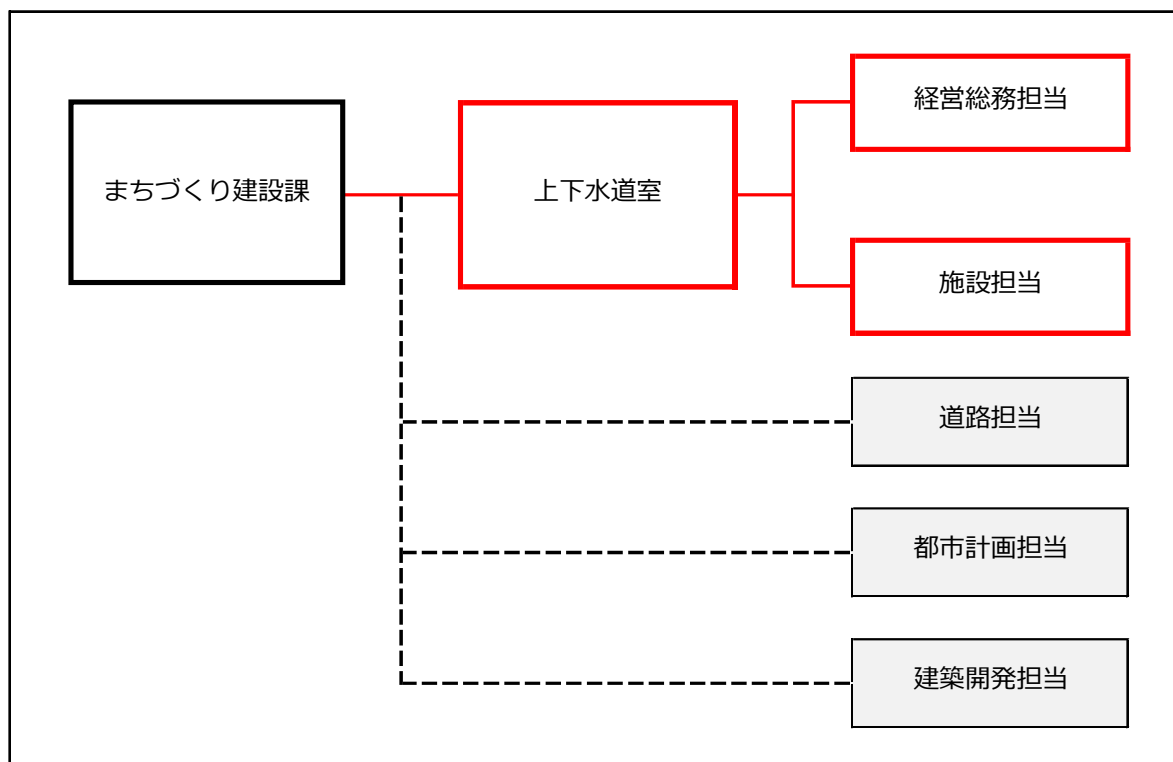 まちづくり建設課
上下水道室
経営総務担当
施設担当
道路担当
都市計画担当
建築開発担当